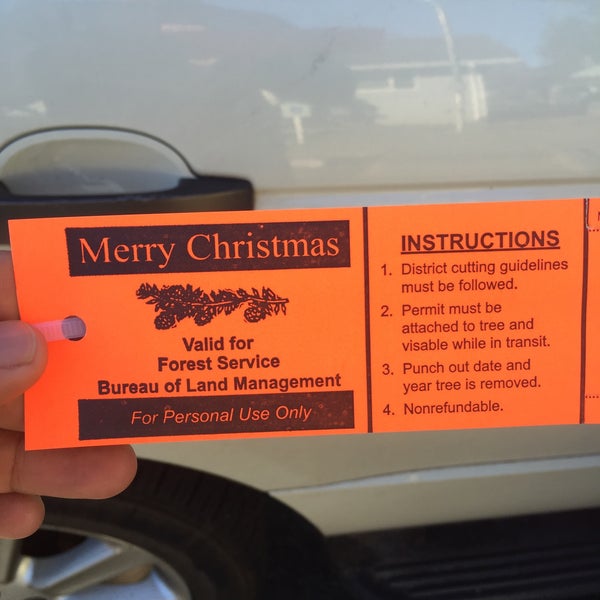 Merry Christmas
Valid for
Forest Service
Bureau of Land Management
For Personal Use Only
INSTRUCTIONS
1. District cutting guidelines
must be followed.
2. Permit must be
attached to tree and
visable while in transit.
3. Punch out date and
year tree is removed.
4. Nonrefundable.